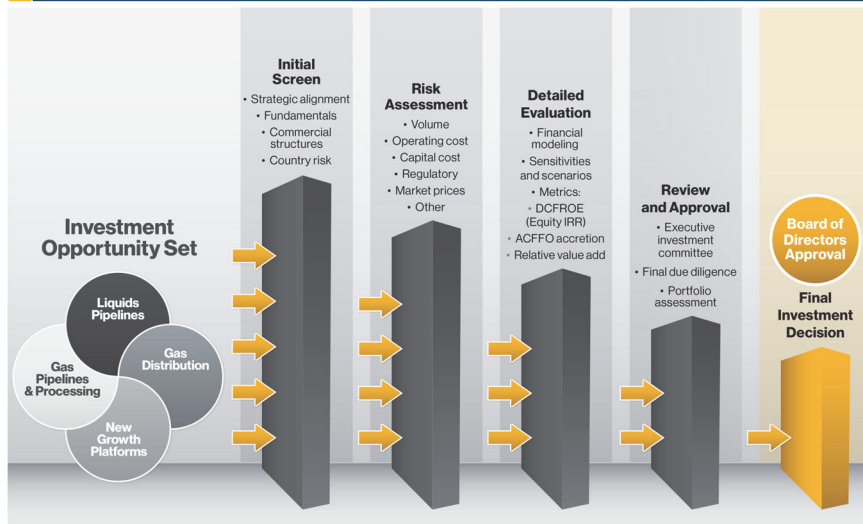 Investment
Opportunity Set
Liquids
Pipelines
Gas
Distribution
Gas
Pipelines
& Processing
New
Growth
Platforms
Initial
Screen
• Strategic alignment
• Fundamentals
• Commercial
structures
• Country risk
Risk
Assessment
• Volume
• Operating cost
• Capital cost
• Regulatory
• Market prices
• Other
Detailed
Evaluation
• Financial
modeling
• Sensitivities
and scenarios
• Metrics:
• DCFROE
(Equity IRR)
• ACFFO accretion
• Relative value add
Review
and Approval
• Executive
investment
committee
• Final due diligence
• Portfolio
assessment
Board of
Directors
Approval
Final
Investment
Decision